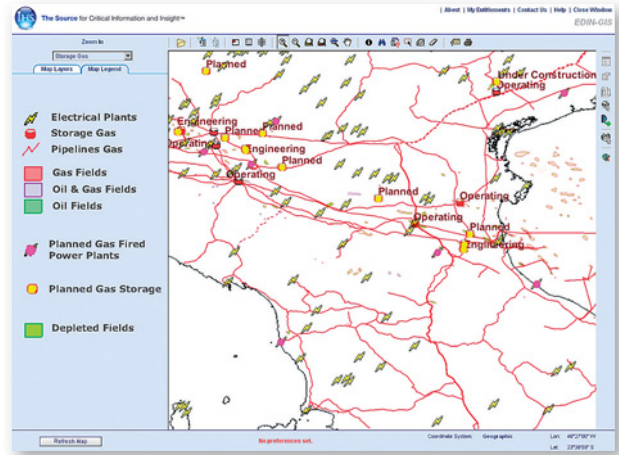 IHS The Source for Critical Information and Insight™
| About | My Entitlements | Contact Us | Help | Close Window
EDIN-GIS
Zoom In
Storage Gas
Map Layers
Map Legend
Electrical Plants
Storage Gas
Pipelines Gas
Gas Fields
Oil & Gas Fields
Oil Fields
Planned Gas Fired
Power Plants
Planned Gas Storage
Depleted Fields
Planned
Under Construction
Operating
Engineering
Planned
Planned
Operating
Engineering
Planned
Operating
Planned
Operating
Operating
Planned
Engineering
Refresh Map
No preferences set.
Coordinate System:
Geographic
Lon:
Lat: